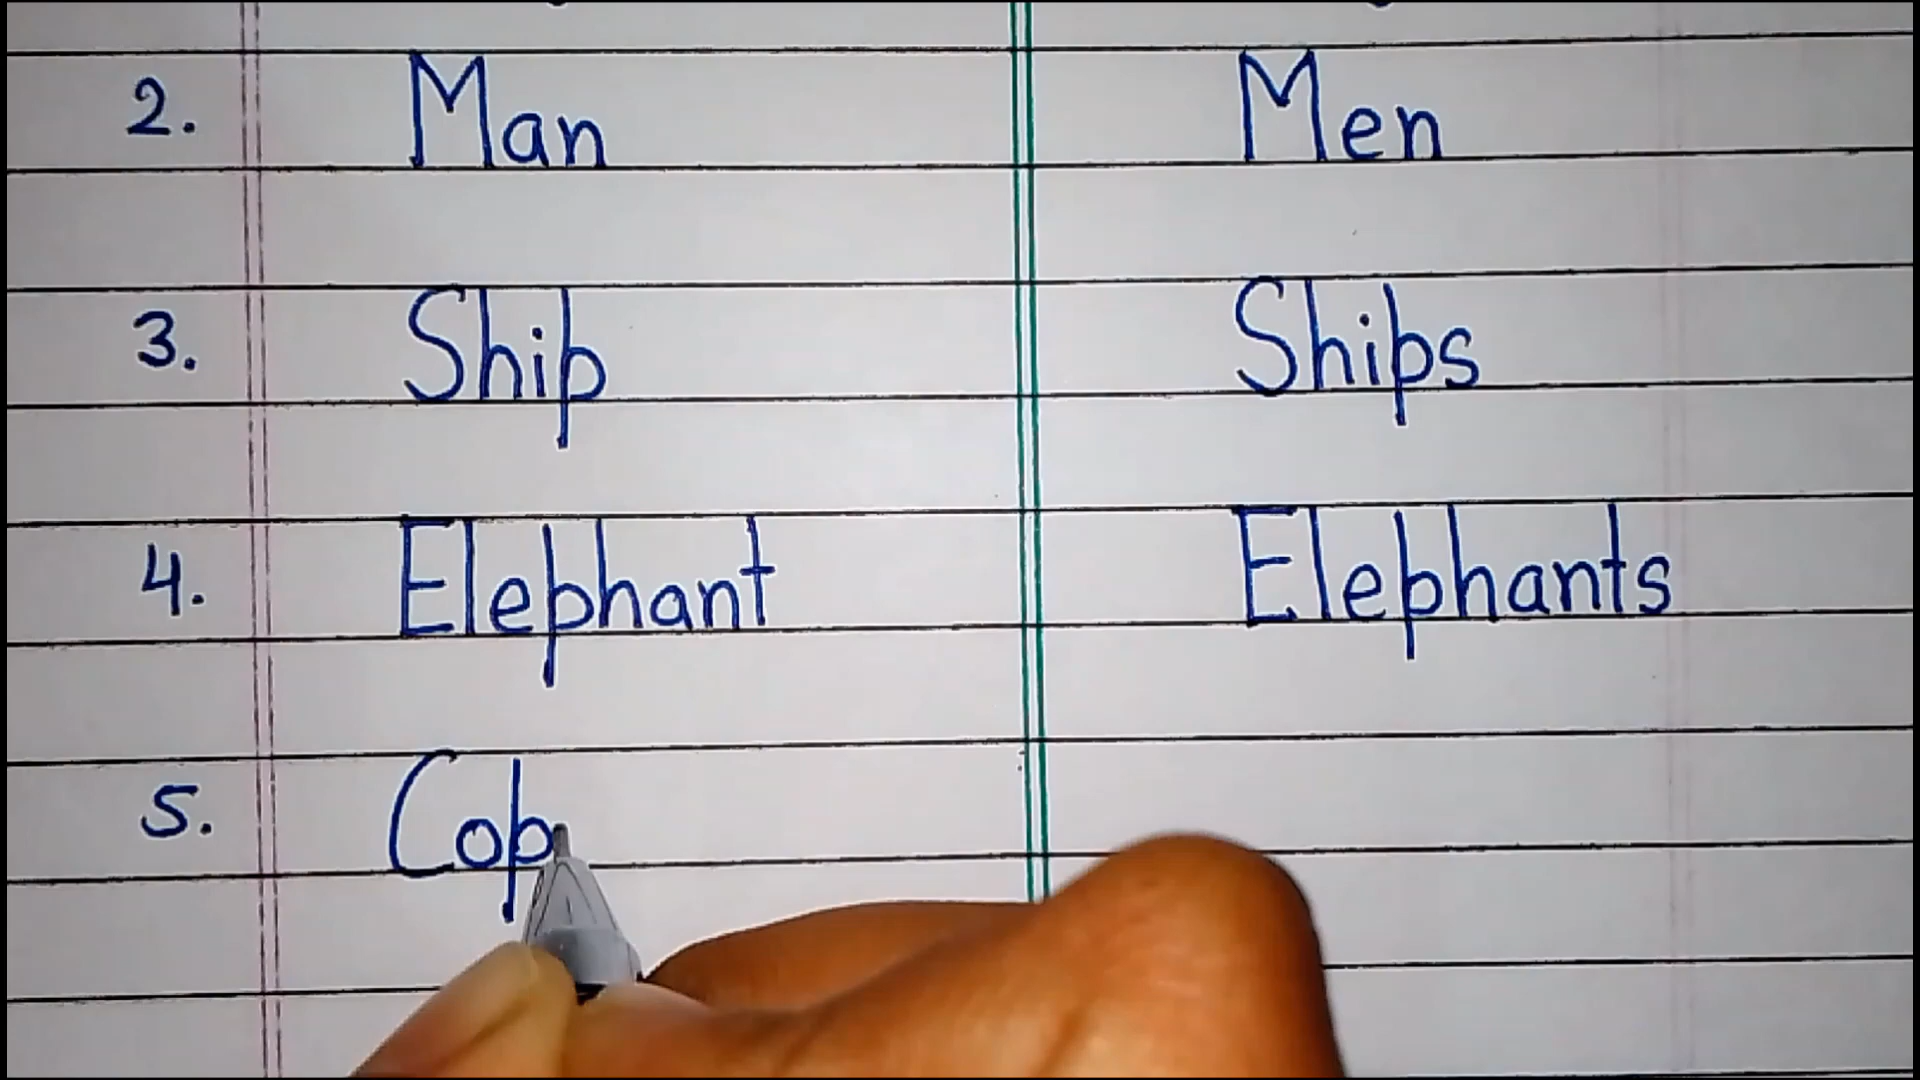 2. Man Men
3. Ship Ships
4. Elephant Elephants
5. Cop